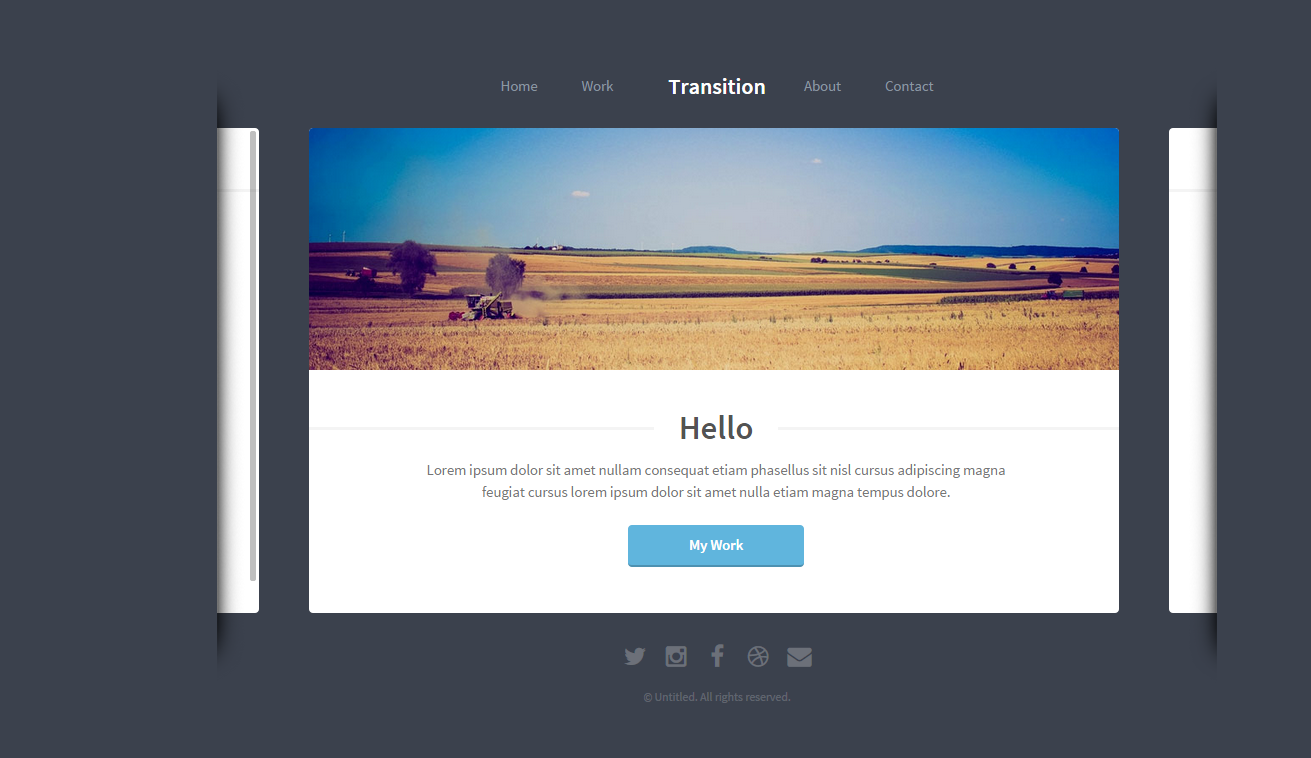 Home Work Transition About Contact
Hello
Lorem ipsum dolor sit amet nullam consequat etiam phasellus sit nisl cursus adipiscing magna
feugiat cursus lorem ipsum dolor sit amet nulla etiam magna tempus dolore.
My Work
© Untitled. All rights reserved.